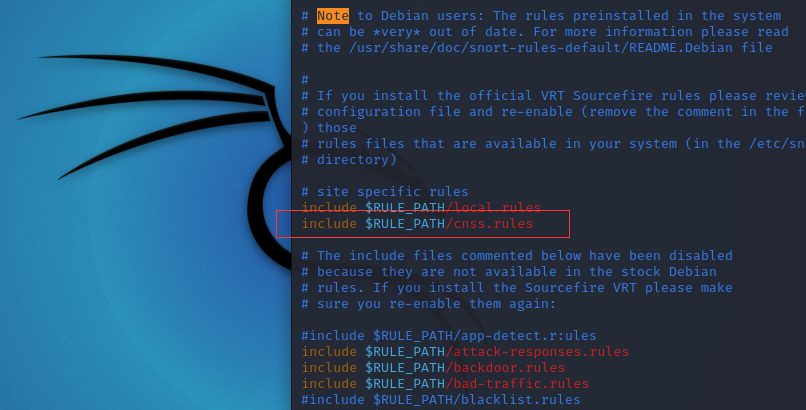 # Note to Debian users: The rules preinstalled in the system
# can be *very* out of date. For more information please read
# the /usr/share/doc/snort-rules-default/README.Debian file
#
# If you install the official VRT Sourcefire rules please review
# configuration file and re-enable (remove the comment in the f
) those
# rules files that are available in your system (in the /etc/sn
# directory)
# site specific rules
include $RULE_PATH/local.rules
include $RULE_PATH/cnss.rules
# The include files commented below have been disabled
# because they are not available in the stock Debian
# rules. If you install the Sourcefire VRT please make
# sure you re-enable them again:
#include $RULE_PATH/app-detect.r:ules
include $RULE_PATH/attack-responses.rules
include $RULE_PATH/backdoor.rules
include $RULE_PATH/bad-traffic.rules
#include $RULE_PATH/blacklist.rules